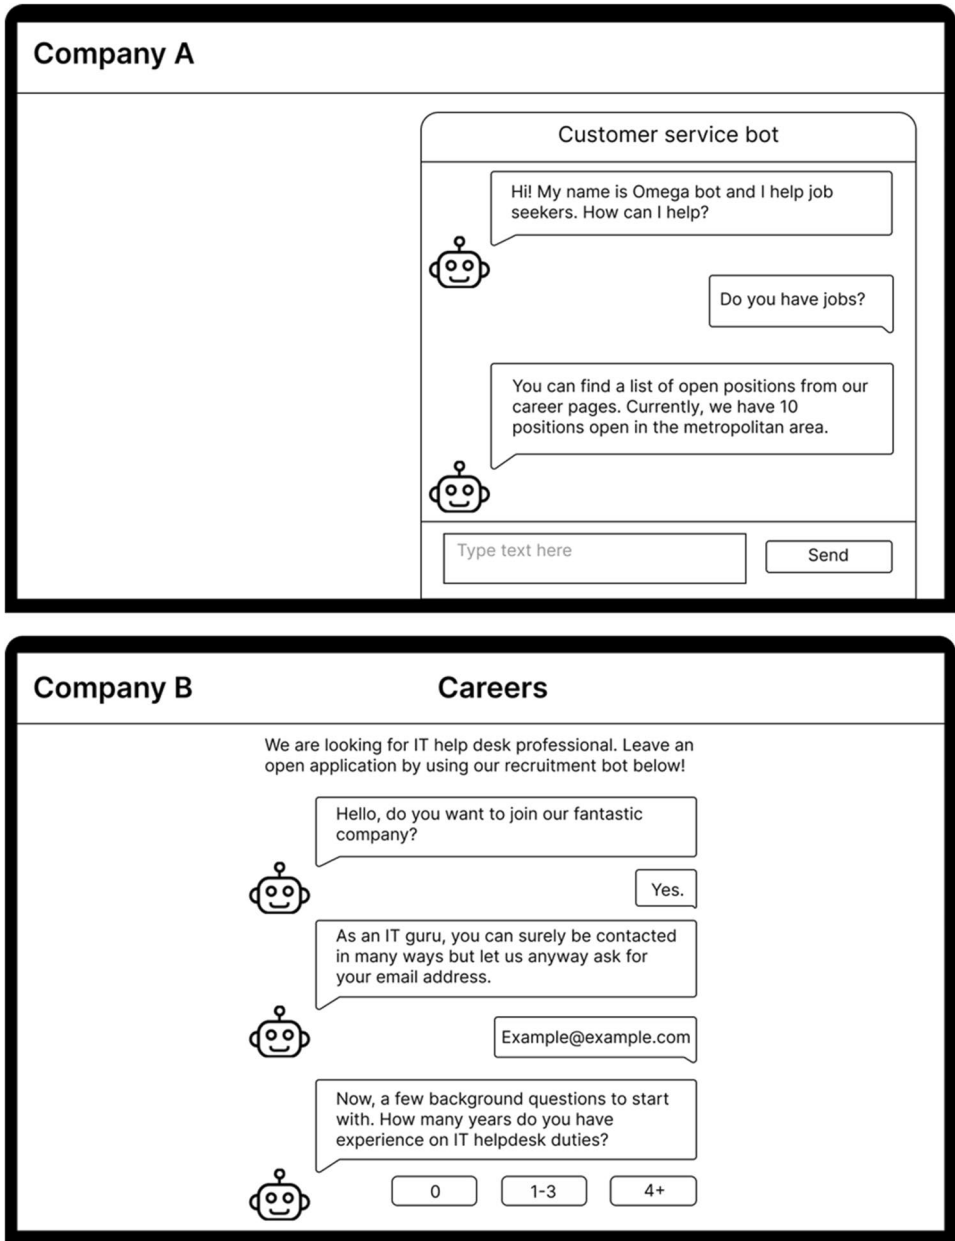 Company A
Customer service bot
Hi! My name is Omega bot and I help job
seekers. How can I help?
Do you have jobs?
You can find a list of open positions from our
career pages. Currently, we have 10
positions open in the metropolitan area.
Type text here
Send
Company B
Careers
We are looking for IT help desk professional. Leave an
open application by using our recruitment bot below!
Hello, do you want to join our fantastic
company?
Yes.
As an IT guru, you can surely be contacted
in many ways but let us anyway ask for
your email address.
Example@example.com
Now, a few background questions to start
with. How many years do you have
experience on IT helpdesk duties?
0
1-3
4+